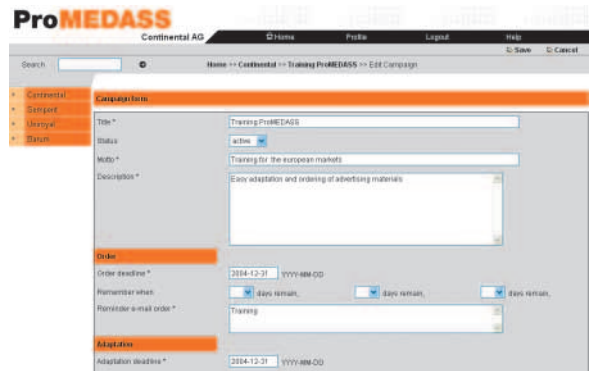 ProMEDASS
Continental AG
Home Profile Logout Help
Save Cancel
Search
Home >> Continental >> Training ProMEDASS >> Edit Campaign
Continental
Semperit
Uniroyal
Barum
Campaign form
Title * Training ProMEDASS
Status active
Motto * Training for the european markets
Description * Easy adaptation and ordering of advertising materials
Order
Order deadline * 2004-12-31 YYYY-MM-DD
Remember when days remain, days remain, days remain,
Reminder e-mail order * Training
Adaptation
Adaptation deadline * 2004-12-31 YYYY-MM-DD